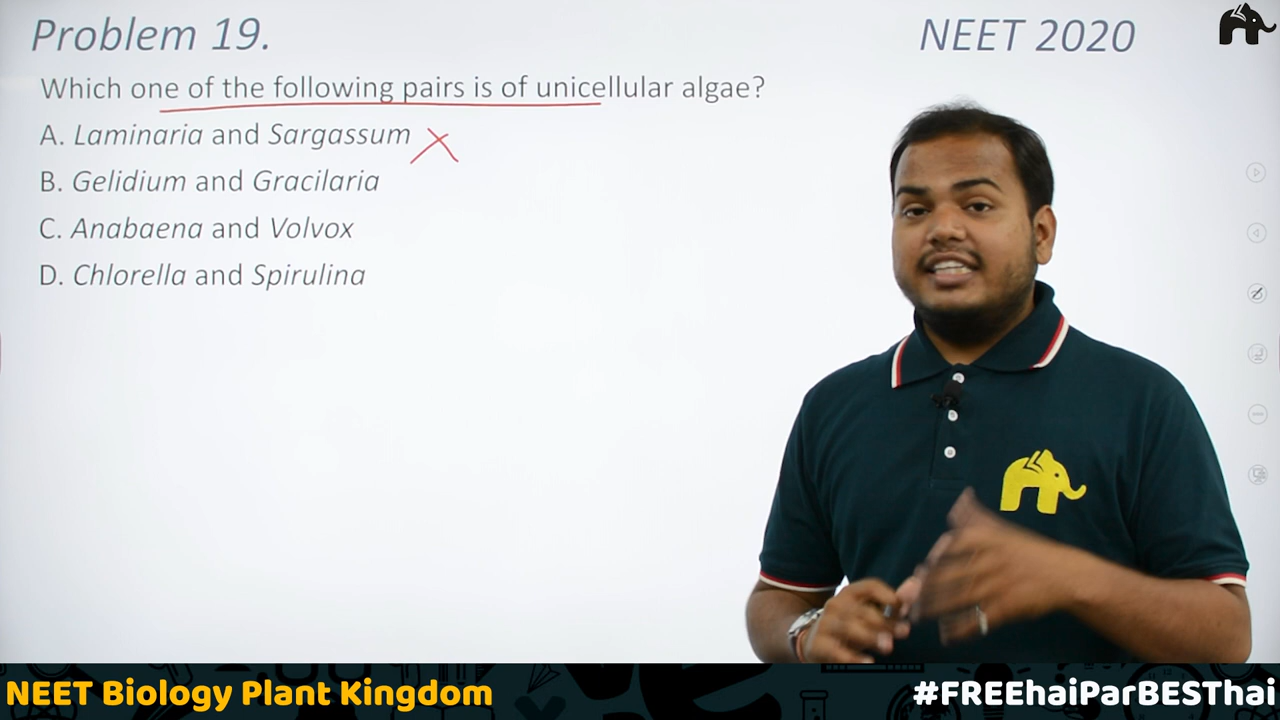 Problem 19.
NEET 2020
Which one of the following pairs is of unicellular algae?
A. Laminaria and Sargassum
B. Gelidium and Gracilaria
C. Anabaena and Volvox
D. Chlorella and Spirulina
NEET Biology Plant Kingdom
#FREEhaiParBESThai